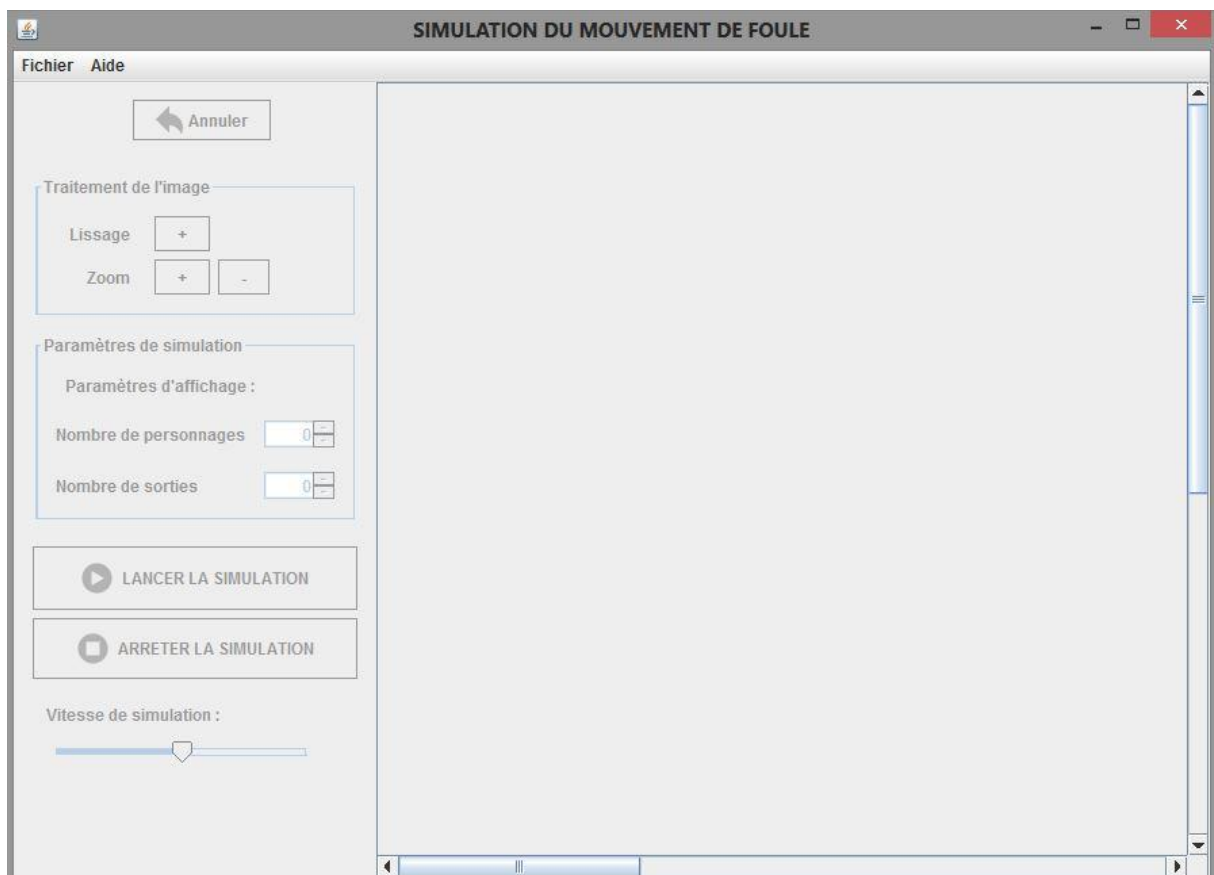 SIMULATION DU MOUVEMENT DE FOULE
Fichier Aide
Annuler
Traitement de l'image
Lissage +
Zoom + -
Paramètres de simulation
Paramètres d'affichage :
Nombre de personnages 0
Nombre de sorties 0
LANCER LA SIMULATION
ARRETER LA SIMULATION
Vitesse de simulation :